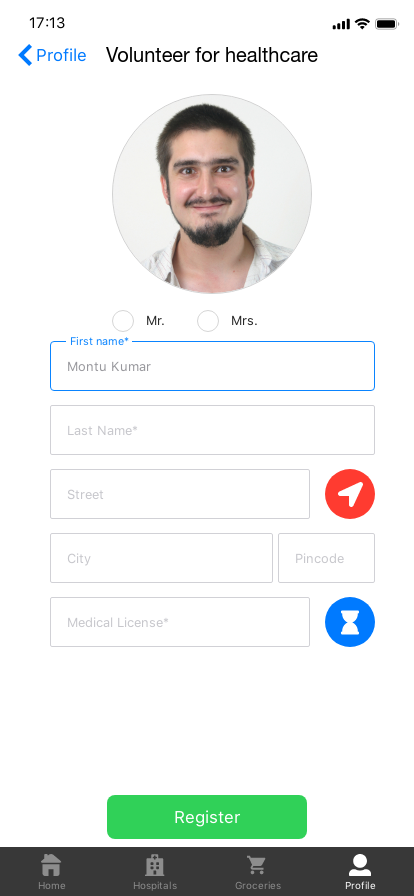 17:13
Profile Volunteer for healthcare
Mr. Mrs.
First name*
Montu Kumar
Last Name*
Street
City Pincode
Medical License*
Register
Home Hospitals Groceries Profile